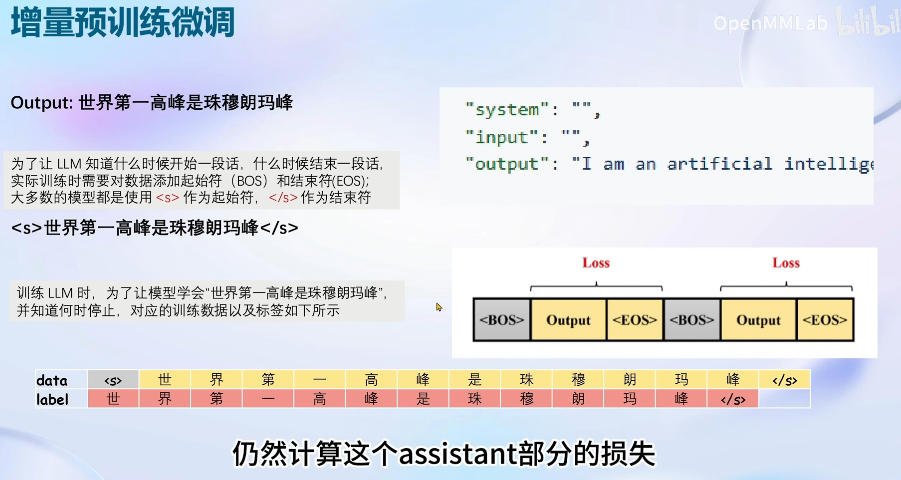 增量预训练微调
OpenMMLab bilibili
Output: 世界第一高峰是珠穆朗玛峰
"system": "",
"input": "",
"output": "I am an artificial intellige
为了让 LLM 知道什么时候开始一段话，什么时候结束一段话，
实际训练时需要对数据添加起始符（BOS）和结束符(EOS);
大多数的模型都是使用 <s> 作为起始符，</s> 作为结束符
<s>世界第一高峰是珠穆朗玛峰</s>
训练 LLM 时，为了让模型学会“世界第一高峰是珠穆朗玛峰”，
并知道何时停止，对应的训练数据以及标签如下所示
Loss Loss
<BOS> Output <EOS> <BOS> Output <EOS>
data <s> 世 界 第 一 高 峰 是 珠 穆 朗 玛 峰 </s>
label 世 界 第 一 高 峰 是 珠 穆 朗 玛 峰 </s>
仍然计算这个assistant部分的损失